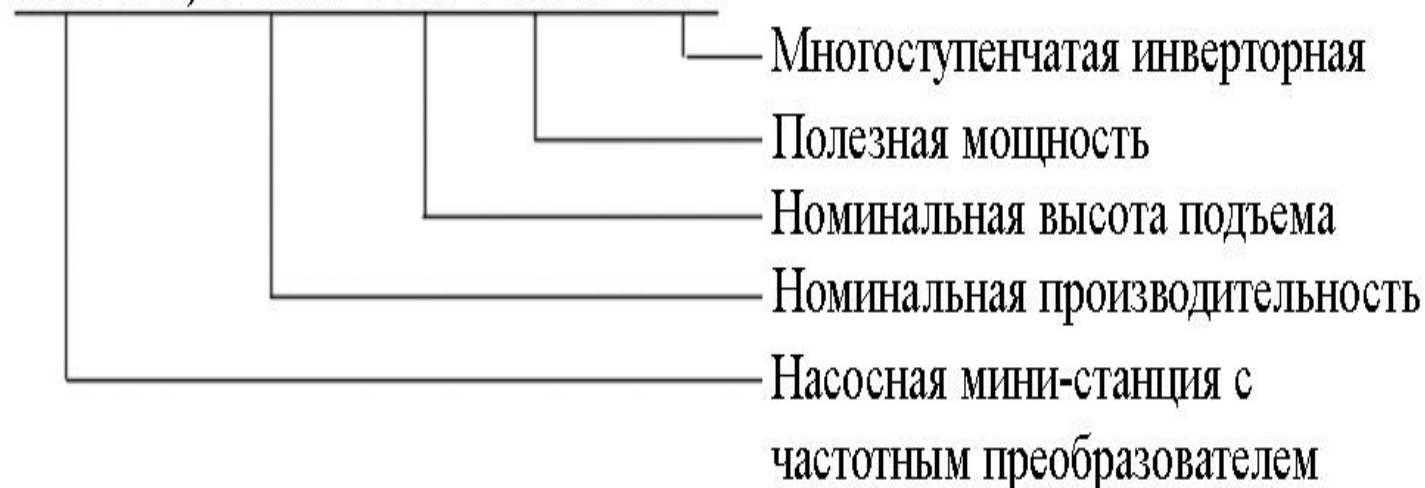 Многоступенчатая инверторная
Полезная мощность
Номинальная высота подъема
Номинальная производительность
Насосная мини-станция с
частотным преобразователем